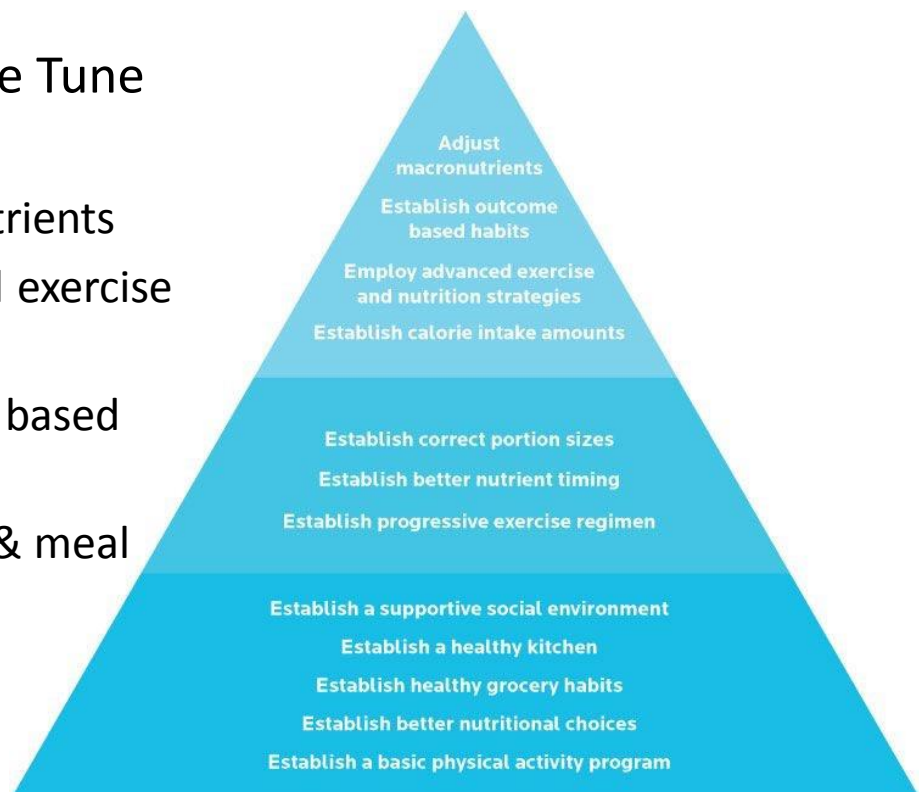 e Tune
trients
l exercise
based
& meal
Adjust
macronutrients
Establish outcome
based habits
Employ advanced exercise
and nutrition strategies
Establish calorie intake amounts
Establish correct portion sizes
Establish better nutrient timing
Establish progressive exercise regimen
Establish a supportive social environment
Establish a healthy kitchen
Establish healthy grocery habits
Establish better nutritional choices
Establish a basic physical activity program